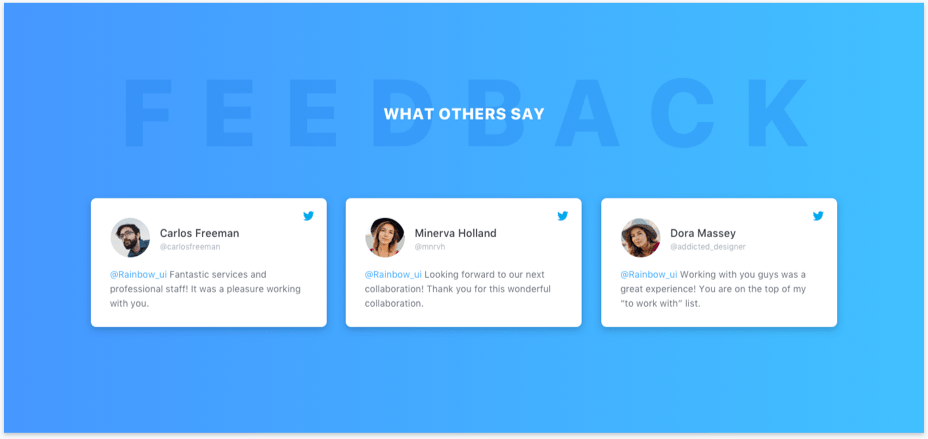 FEEDBACK
WHAT OTHERS SAY
Carlos Freeman
@carlosfreeman
@Rainbow_ui Fantastic services and
professional staff! It was a pleasure working
with you.
Minerva Holland
@mnrvh
@Rainbow_ui Looking forward to our next
collaboration! Thank you for this wonderful
collaboration.
Dora Massey
@addicted_designer
@Rainbow_ui Working with you guys was a
great experience! You are on the top of my
"to work with" list.